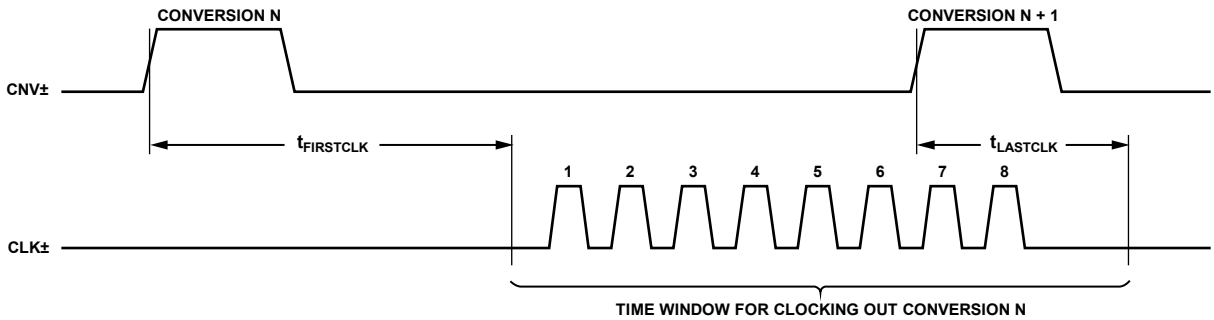 CONVERSION N
CONVERSION N + 1
CNV±
tFIRSTCLK
tLASTCLK
1 2 3 4 5 6 7 8
CLK±
TIME WINDOW FOR CLOCKING OUT CONVERSION N